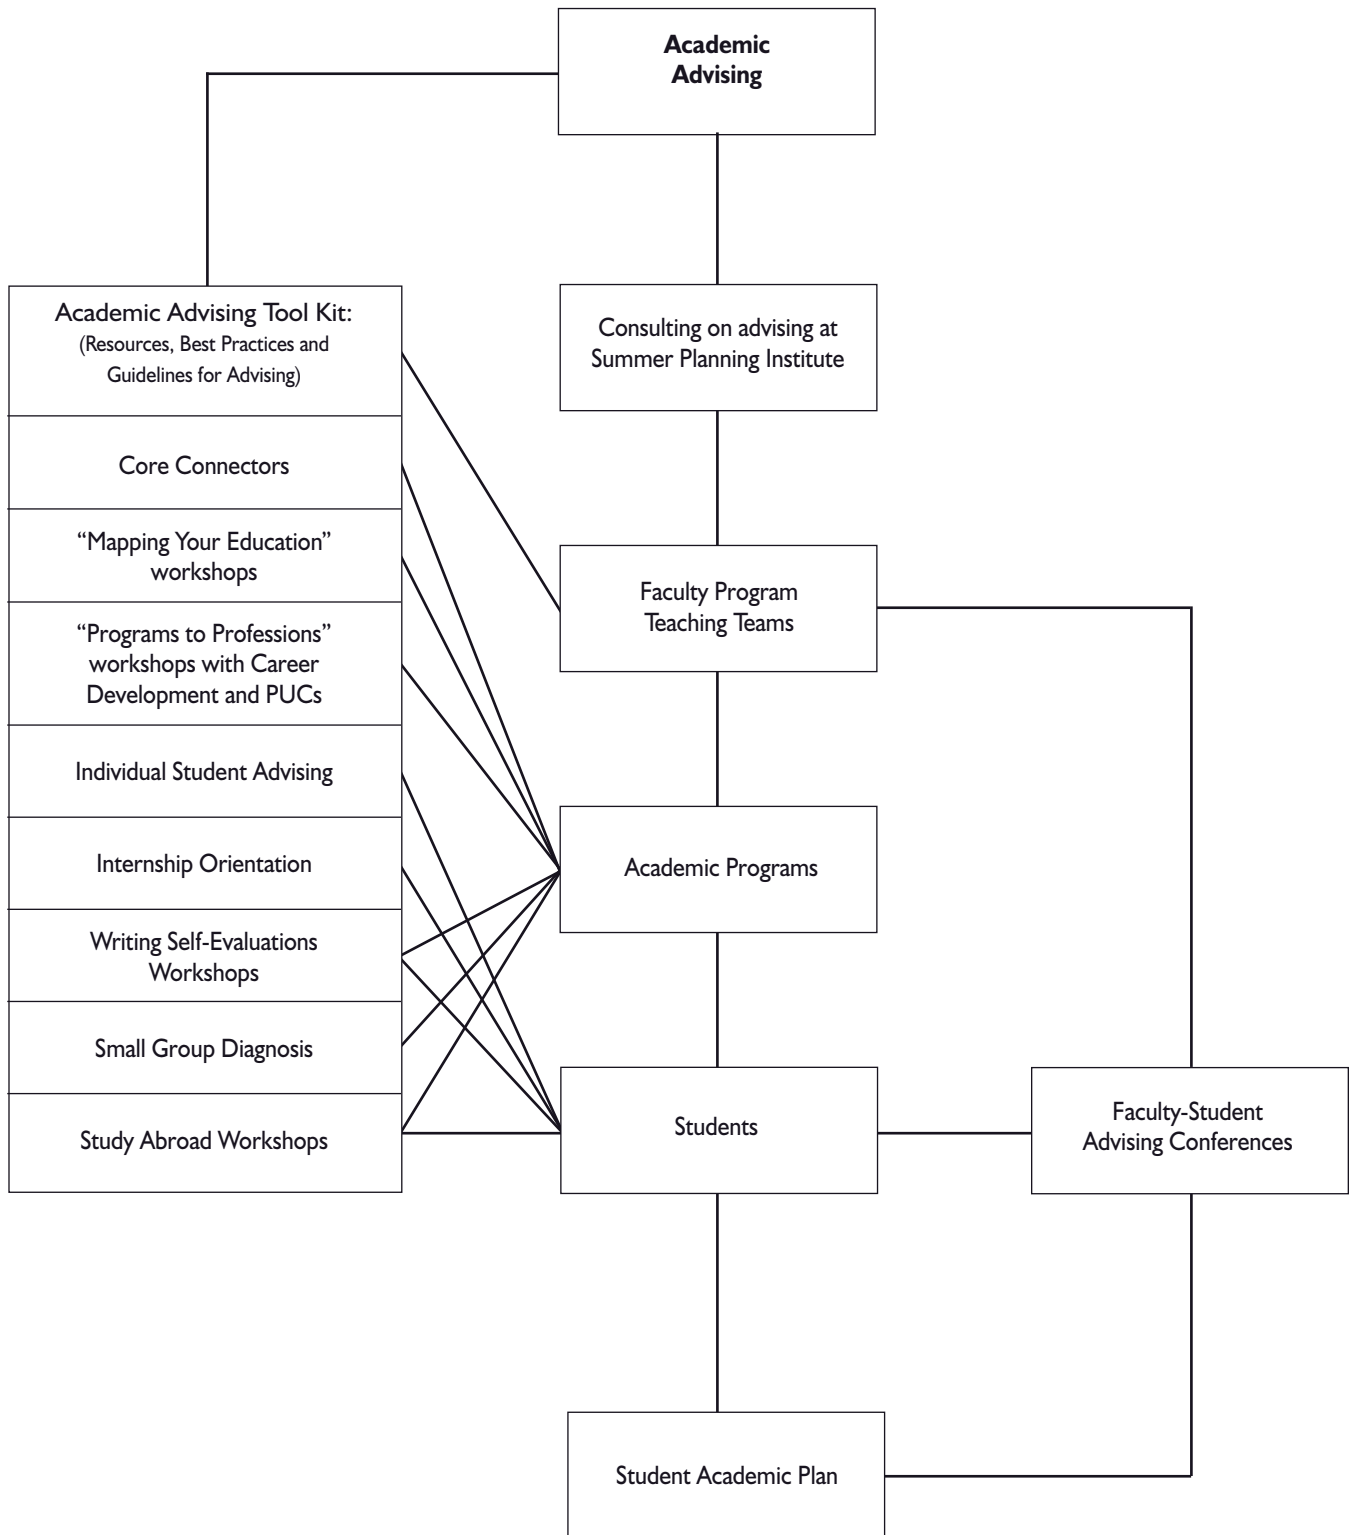 Academic
Advising
Academic Advising Tool Kit:
(Resources, Best Practices and
Guidelines for Advising)
Core Connectors
“Mapping Your Education”
workshops
“Programs to Professions”
workshops with Career
Development and PUCs
Individual Student Advising
Internship Orientation
Writing Self-Evaluations
Workshops
Small Group Diagnosis
Study Abroad Workshops
Consulting on advising at
Summer Planning Institute
Faculty Program
Teaching Teams
Academic Programs
Students
Faculty-Student
Advising Conferences
Student Academic Plan